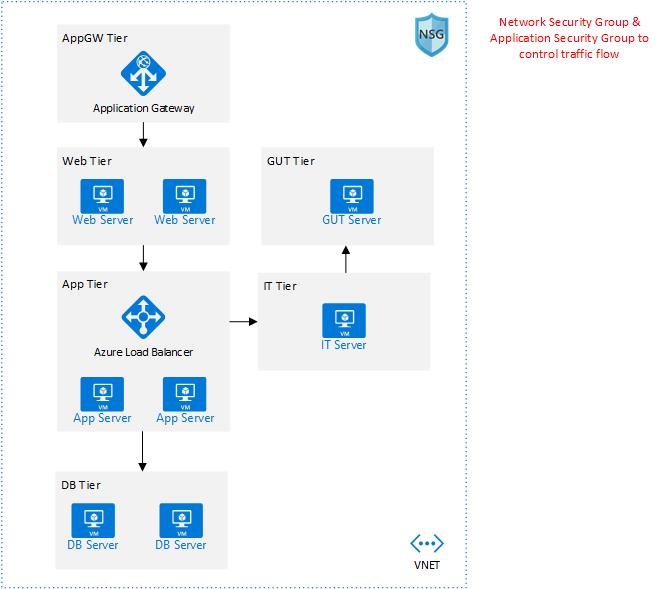 AppGW Tier
NSG
Network Security Group &
Application Security Group to
control traffic flow
Application Gateway
Web Tier
VM
VM
Web Server
Web Server
GUT Tier
VM
GUT Server
App Tier
Azure Load Balancer
VM
VM
App Server
App Server
IT Tier
VM
IT Server
DB Tier
VM
VM
DB Server
DB Server
VNET